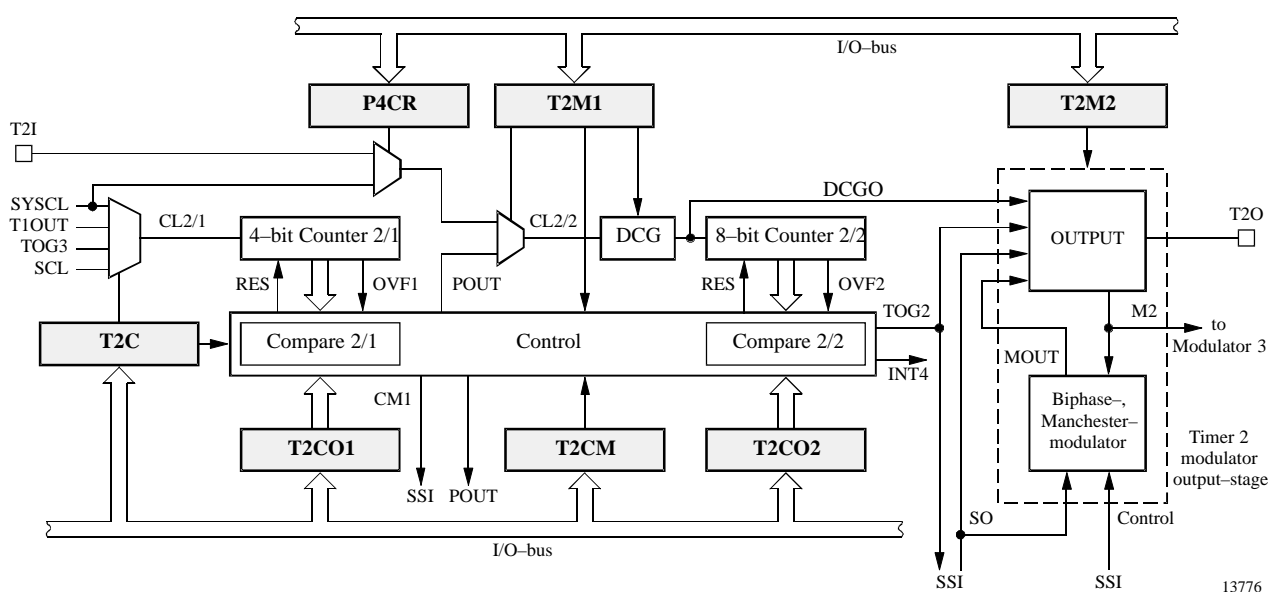 I/O–bus
P4CR
T2M1
T2M2
T2I
SYSCL
T1OUT
TOG3
SCL
CL2/1
4–bit Counter 2/1
CL2/2
DCG
8–bit Counter 2/2
DCGO
OUTPUT
T2O
RES
OVF1
POUT
RES
OVF2
TOG2
T2C
Compare 2/1
Control
Compare 2/2
INT4
M2
to
Modulator 3
MOUT
CM1
Biphase–,
Manchester–
modulator
T2CO1
T2CM
T2CO2
Timer 2
modulator
output–stage
SSI
POUT
SO
Control
I/O–bus
SSI
SSI
13776